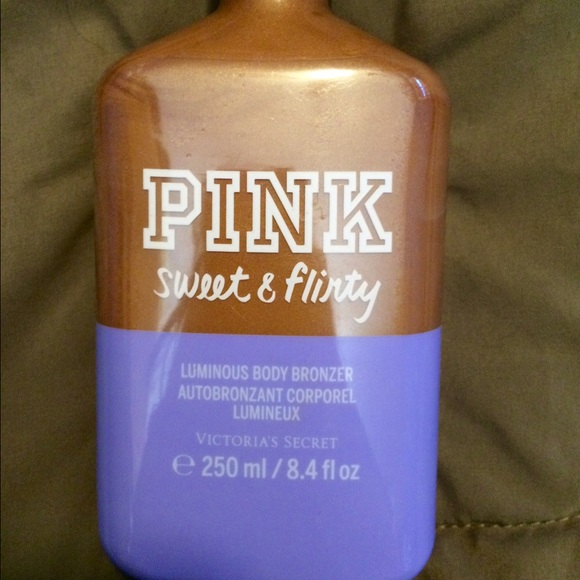 PINK
sweet & flirty
LUMINOUS BODY BRONZER
AUTOBRONZANT CORPOREL
LUMINEUX
VICTORIA'S SECRET
℮ 250 ml / 8.4 fl oz